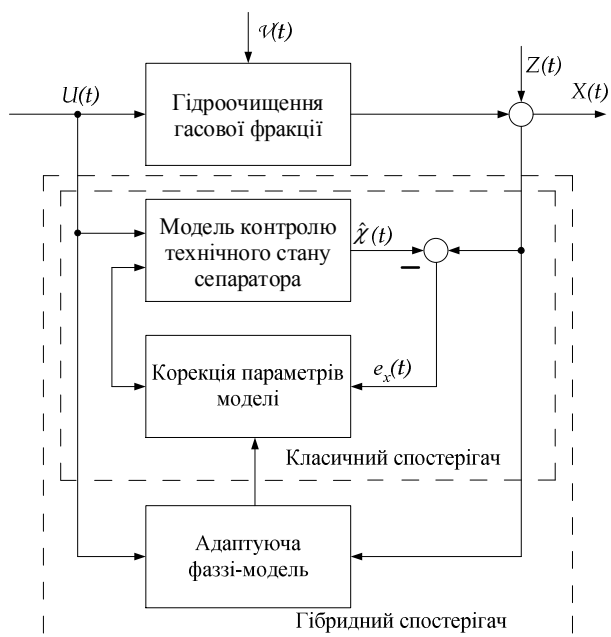 𝒱(t)
Z(t)
U(t)
X(t)
Гідроочищення
гасової фракції
Модель контролю
технічного стану
сепаратора
χ̂(t)
−
Корекція параметрів
моделі
eₓ(t)
Класичний спостерігач
Адаптуюча
фаззі-модель
Гібридний спостерігач